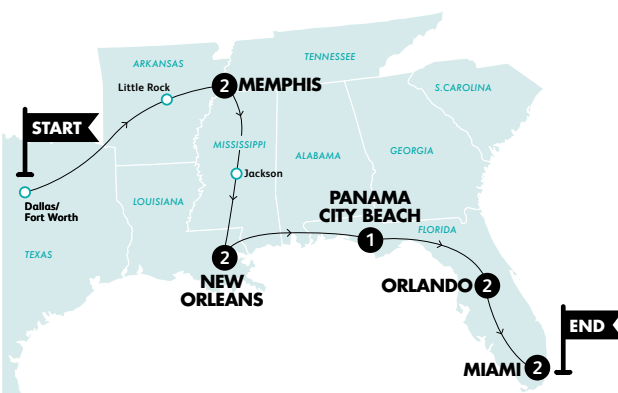 TENNESSEE
ARKANSAS
Little Rock
2 MEMPHIS
S.CAROLINA
START
MISSISSIPPI
ALABAMA
GEORGIA
Jackson
Dallas/
Fort Worth
LOUISIANA
PANAMA
CITY BEACH
1
FLORIDA
TEXAS
2
NEW
ORLEANS
ORLANDO 2
END
MIAMI 2